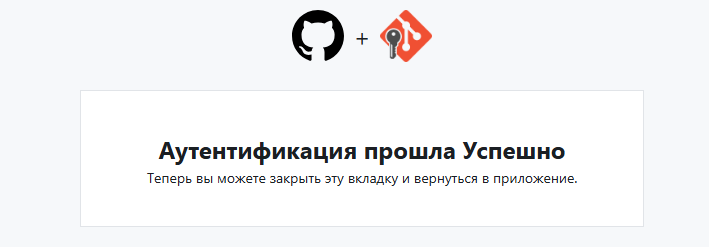 +
Аутентификация прошла Успешно
Теперь вы можете закрыть эту вкладку и вернуться в приложение.